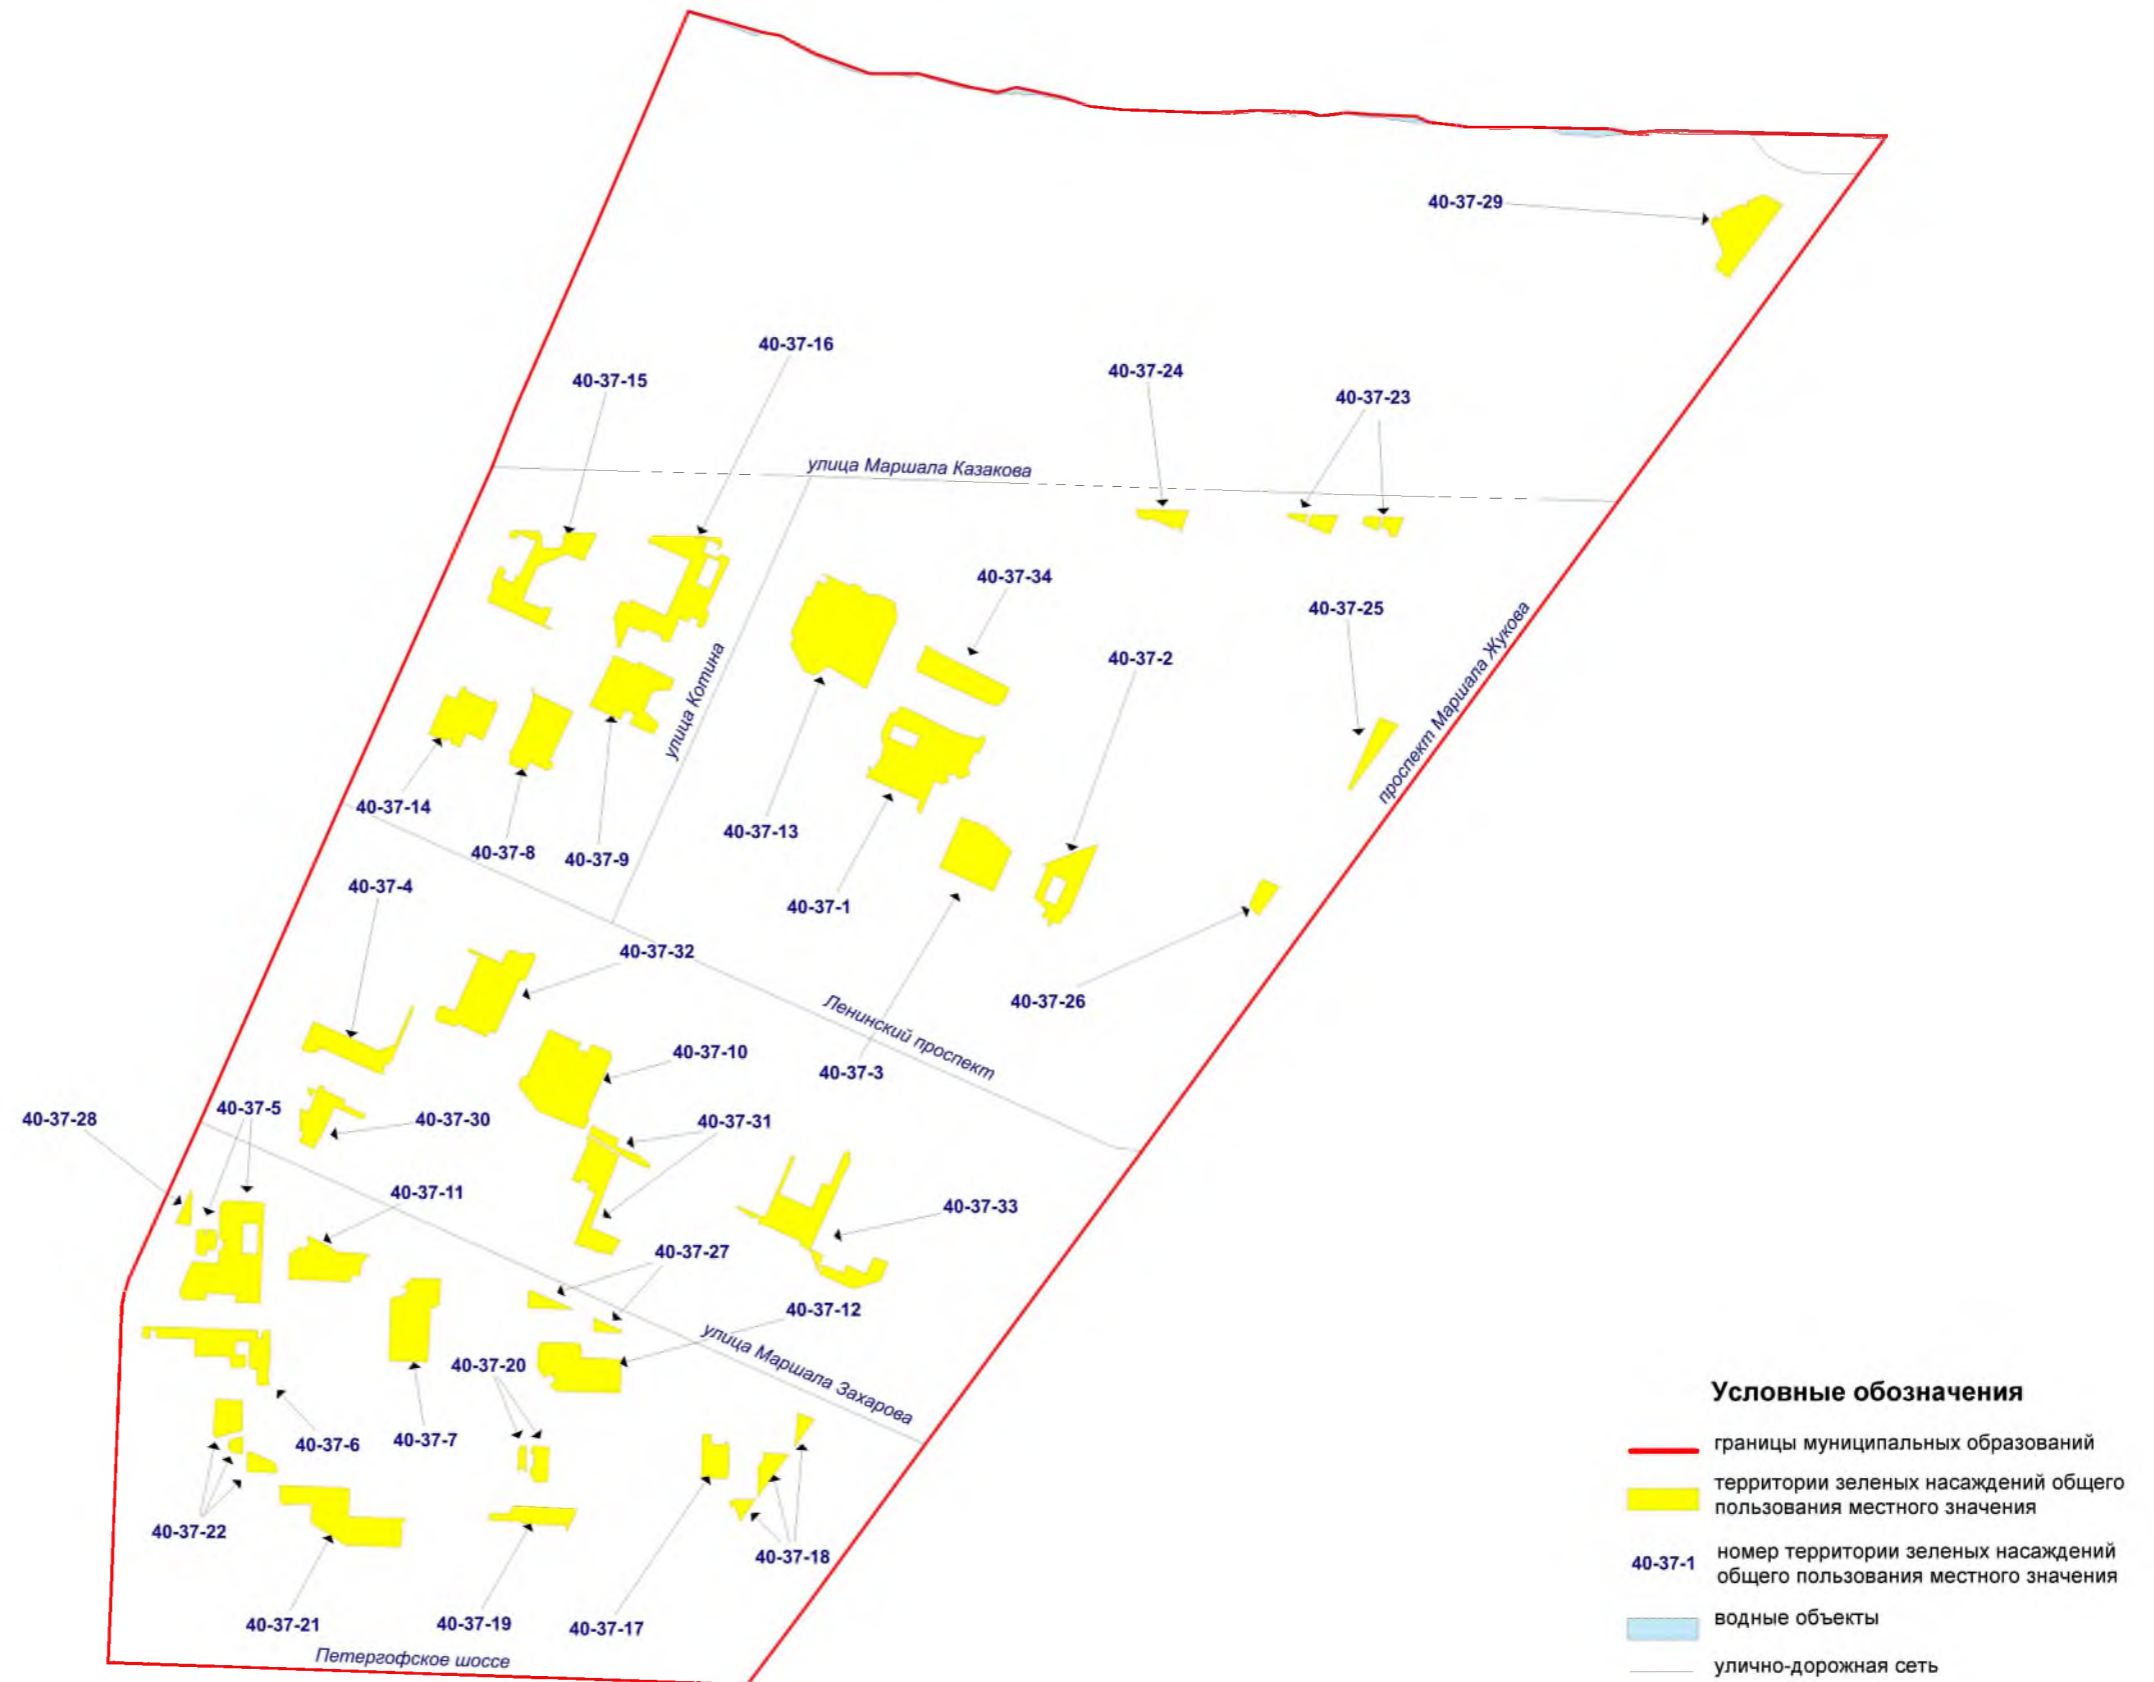 40-37-29
40-37-16
40-37-24
40-37-15
40-37-23
улица Маршала Казакова
40-37-34
40-37-25
40-37-2
улица Котина
проспект Маршала Жукова
40-37-14
40-37-13
40-37-8
40-37-9
40-37-4
40-37-1
40-37-32
40-37-26
Ленинский проспект
40-37-10
40-37-3
40-37-5
40-37-28
40-37-30
40-37-31
40-37-11
40-37-33
40-37-27
40-37-12
40-37-20
улица Маршала Захарова
40-37-6
40-37-7
40-37-22
40-37-18
40-37-21
40-37-19
40-37-17
Петергофское шоссе
Условные обозначения
границы муниципальных образований
территории зеленых насаждений общего
пользования местного значения
40-37-1
номер территории зеленых насаждений
общего пользования местного значения
водные объекты
улично-дорожная сеть